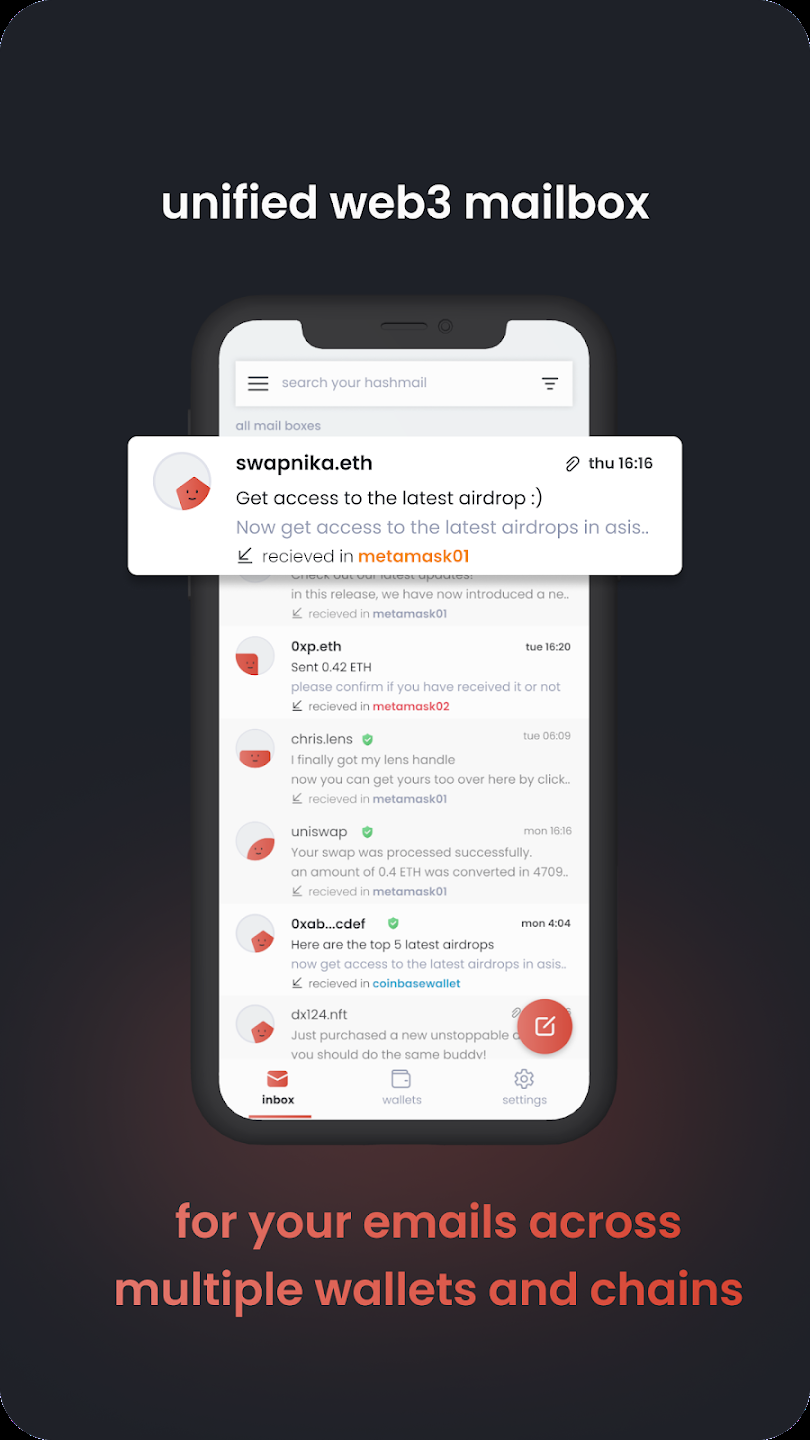 unified web3 mailbox
search your hashmail
all mail boxes
swapnika.eth
thu 16:16
Get access to the latest airdrop :)
Now get access to the latest airdrops in asis..
recieved in metamask01
Check out our latest updates!
in this release, we have now introduced a ne..
recieved in metamask01
0xp.eth
tue 16:20
Sent 0.42 ETH
please confirm if you have received it or not
recieved in metamask02
chris.lens
tue 06:09
I finally got my lens handle
now you can get yours too over here by click..
recieved in metamask01
uniswap
mon 16:16
Your swap was processed successfully.
an amount of 0.4 ETH was converted in 4709..
recieved in metamask01
0xab...cdef
mon 4:04
Here are the top 5 latest airdrops
now get access to the latest airdrops in asis..
recieved in coinbasewallet
dx124.nft
Just purchased a new unstoppable
you should do the same buddy!
inbox
wallets
settings
for your emails across
multiple wallets and chains